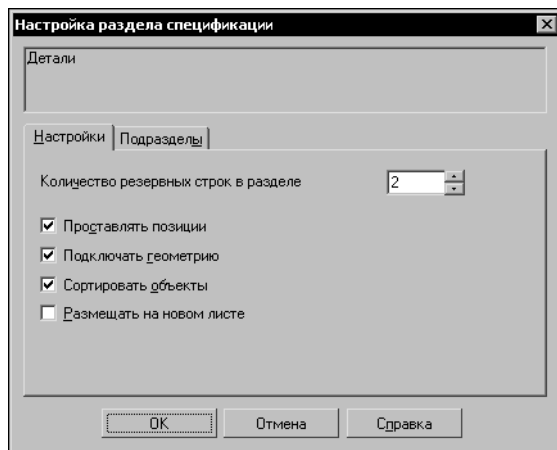 Настройка раздела спецификации
Детали
Настройки Подразделы
Количество резервных строк в разделе 2
Проставлять позиции
Подключать геометрию
Сортировать объекты
Размещать на новом листе
OK Отмена Справка